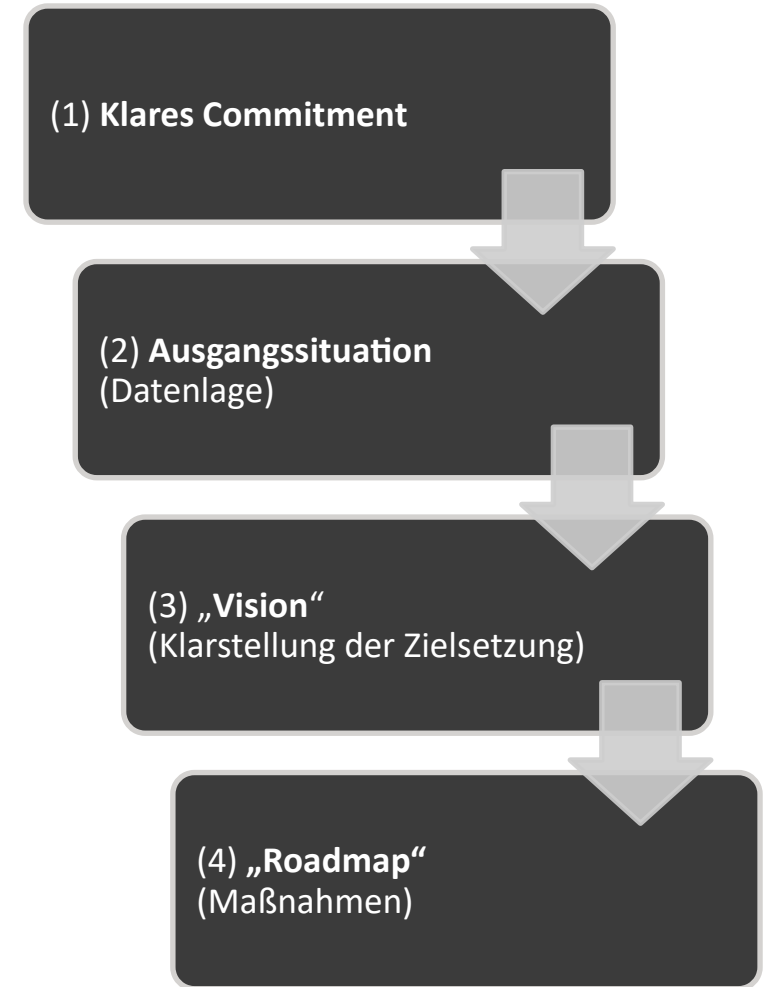 (1) Klares Commitment
(2) Ausgangssituation
(Datenlage)
(3) „Vision“
(Klarstellung der Zielsetzung)
(4) „Roadmap“
(Maßnahmen)